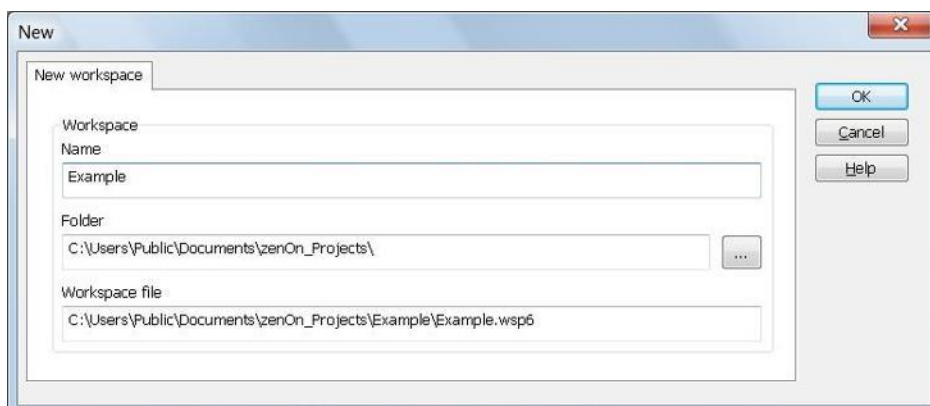 New
New workspace
OK
Workspace
Cancel
Name
Help
Example
Folder
C:\Users\Public\Documents\zenOn_Projects\
...
Workspace file
C:\Users\Public\Documents\zenOn_Projects\Example\Example.wsp6